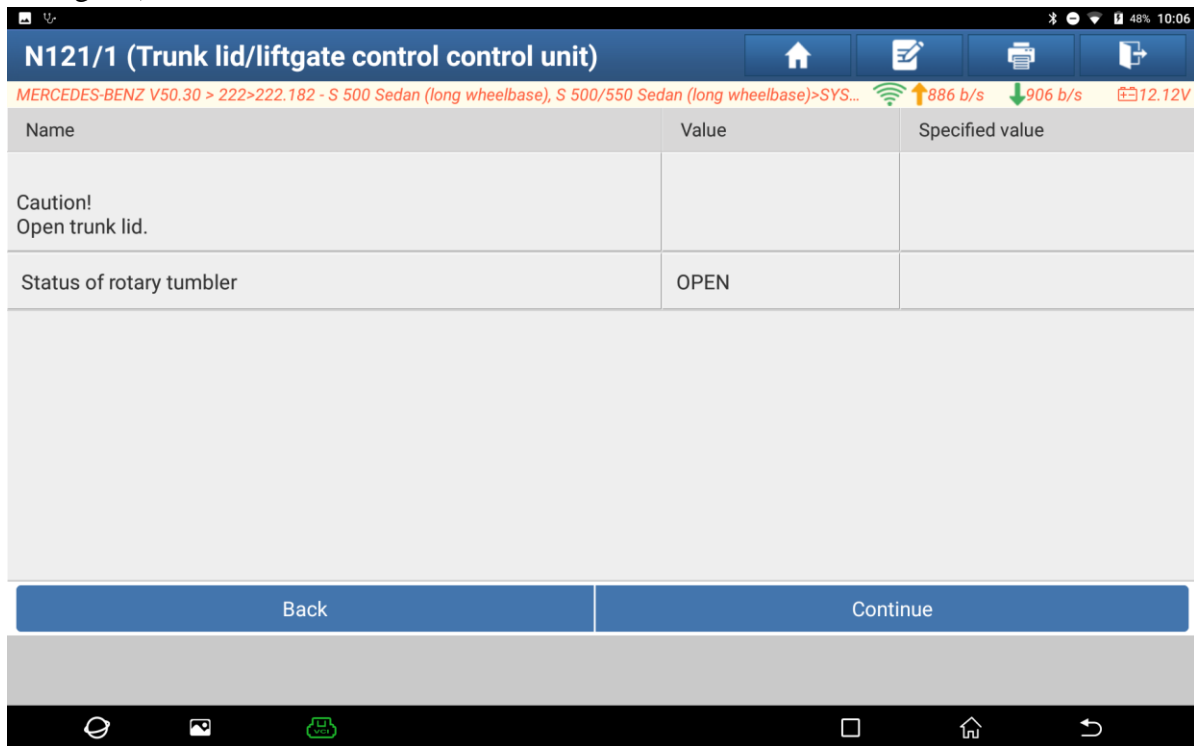 48% 10:06
N121/1 (Trunk lid/liftgate control control unit)
MERCEDES-BENZ V50.30 > 222>222.182 - S 500 Sedan (long wheelbase), S 500/550 Sedan (long wheelbase)>SYS... 886 b/s 906 b/s 12.12V
Name Value Specified value
Caution!
Open trunk lid.
Status of rotary tumbler OPEN
Back Continue
VCI